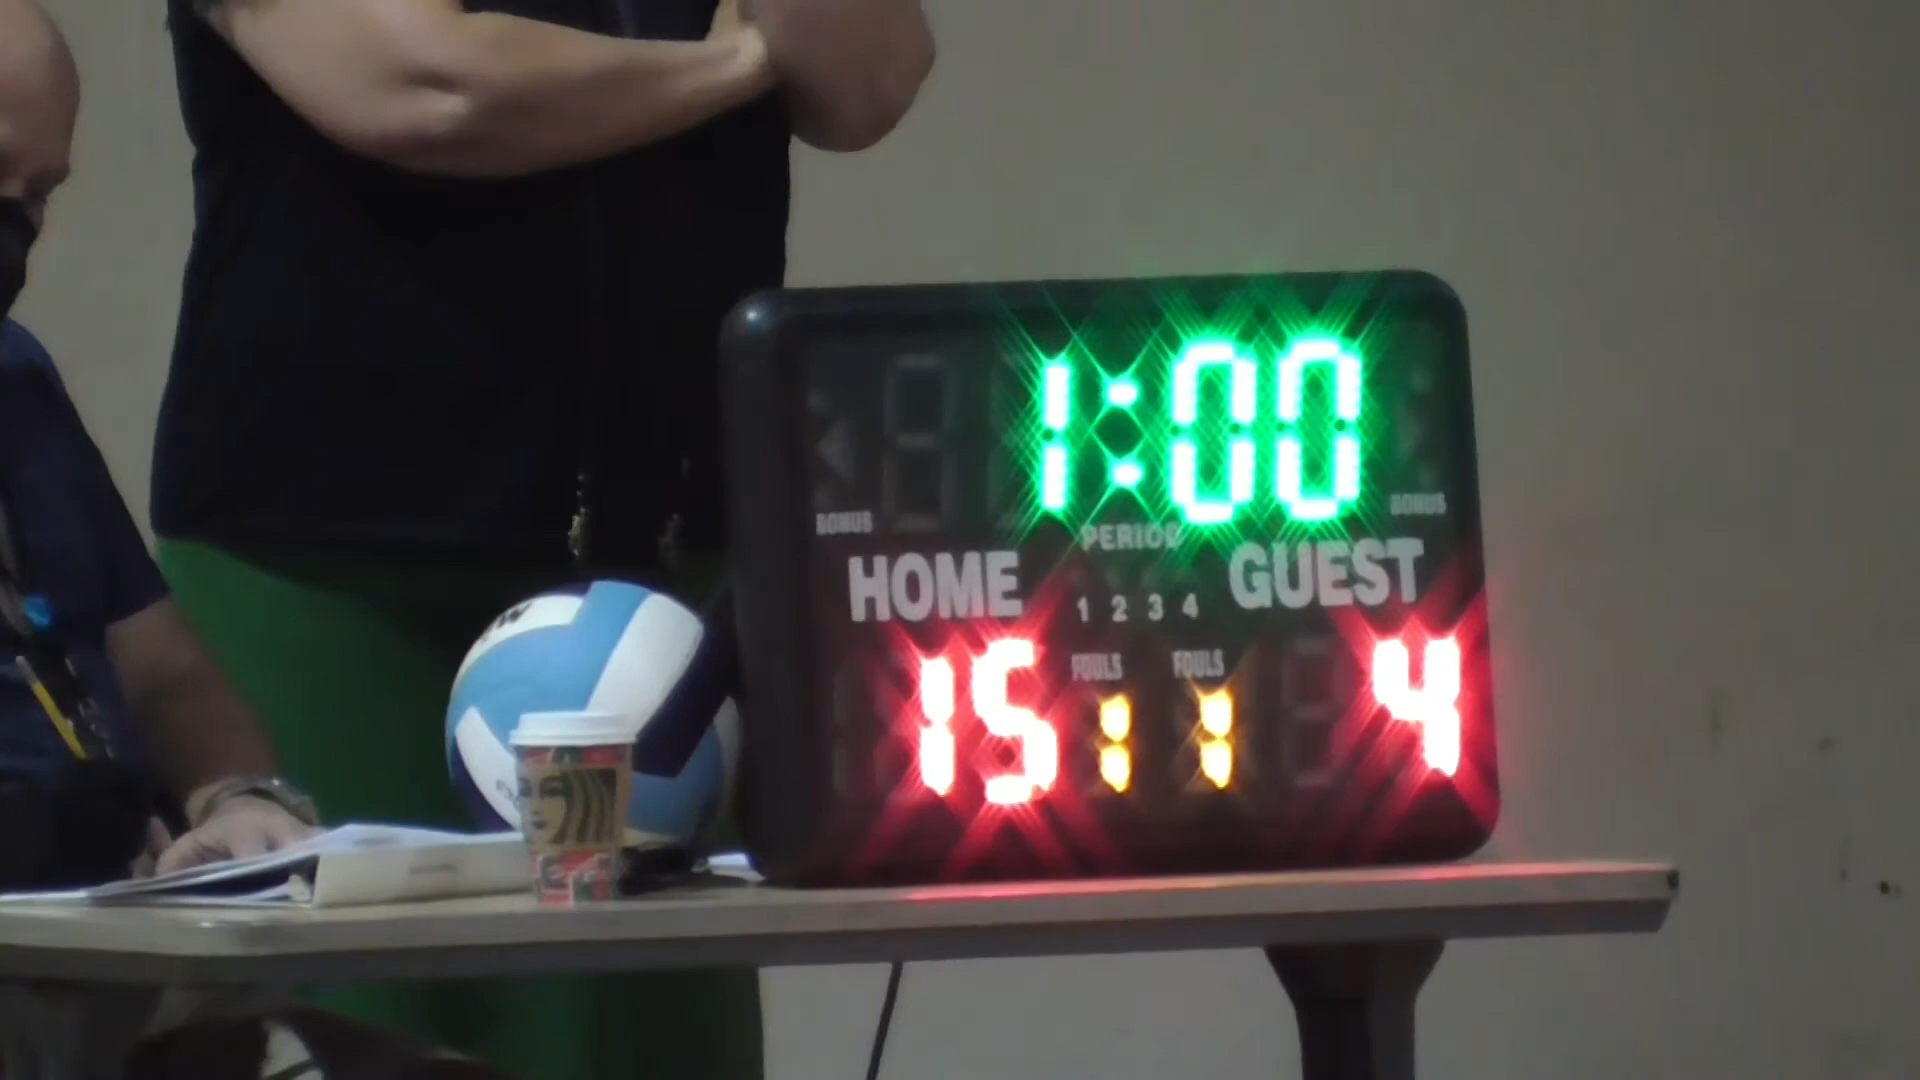 1:00
BONUS
BONUS
PERIOD
HOME
GUEST
1 2 3 4
FOULS
FOULS
15
1
1
4